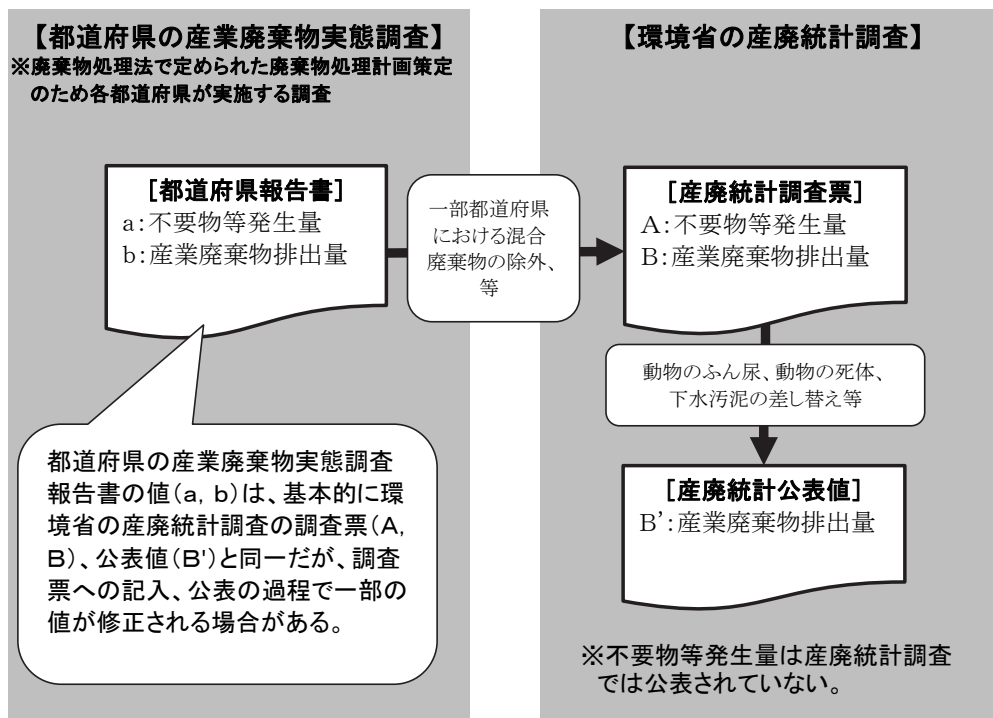 【都道府県の産業廃棄物実態調査】
※廃棄物処理法で定められた廃棄物処理計画策定
のため各都道府県が実施する調査
[都道府県報告書]
a:不要物等発生量
b:産業廃棄物排出量
一部都道府県
における混合
廃棄物の除外、
等
都道府県の産業廃棄物実態調査
報告書の値(a, b)は、基本的に環
境省の産廃統計調査の調査票(A,
B)、公表値(B')と同一だが、調査
票への記入、公表の過程で一部の
値が修正される場合がある。
【環境省の産廃統計調査】
[産廃統計調査票]
A:不要物等発生量
B:産業廃棄物排出量
動物のふん尿、動物の死体、
下水汚泥の差し替え等
[産廃統計公表値]
B’:産業廃棄物排出量
※不要物等発生量は産廃統計調査
では公表されていない。